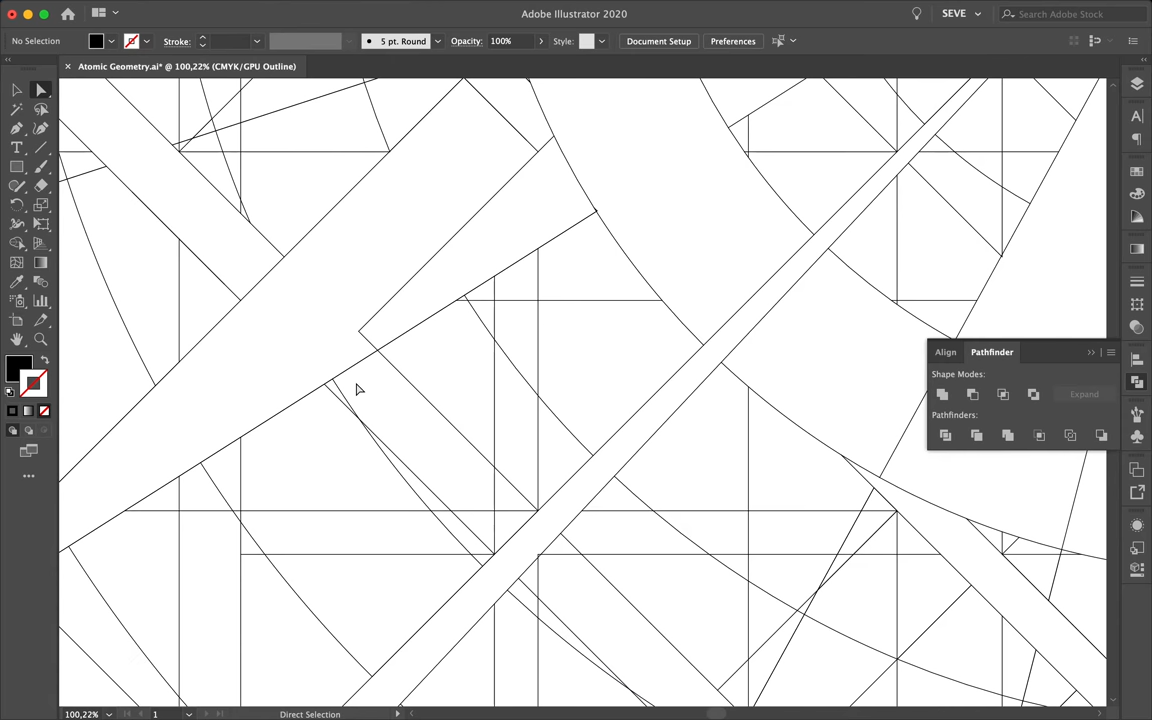 Adobe Illustrator 2020
SEVE
Search Adobe Stock
No Selection
Stroke:
5 pt. Round
Opacity:
100%
Style:
Document Setup
Preferences
Atomic Geometry.ai* @ 100,22% (CMYK/GPU Outline)
Align
Pathfinder
Shape Modes:
Expand
Pathfinders:
100,22%
1
Direct Selection